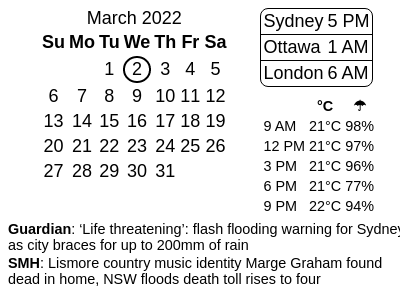 March 2022
Su Mo Tu We Th Fr Sa
1 2 3 4 5
6 7 8 9 10 11 12
13 14 15 16 17 18 19
20 21 22 23 24 25 26
27 28 29 30 31
Sydney 5 PM
Ottawa 1 AM
London 6 AM
°C ☂
9 AM 21°C 98%
12 PM 21°C 97%
3 PM 21°C 96%
6 PM 21°C 77%
9 PM 22°C 94%
Guardian: ‘Life threatening’: flash flooding warning for Sydney
as city braces for up to 200mm of rain
SMH: Lismore country music identity Marge Graham found
dead in home, NSW floods death toll rises to four